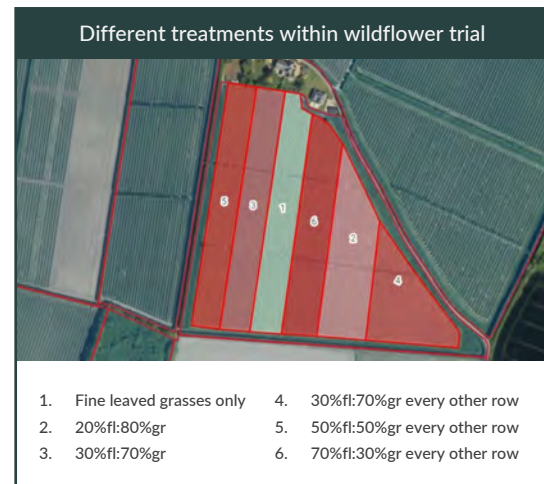 Different treatments within wildflower trial
5
3
1
6
2
4
1. Fine leaved grasses only
2. 20%fl:80%gr
3. 30%fl:70%gr
4. 30%fl:70%gr every other row
5. 50%fl:50%gr every other row
6. 70%fl:30%gr every other row